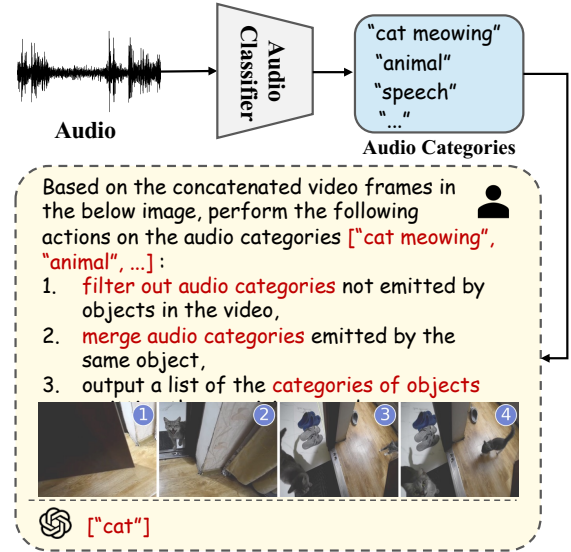 Audio
Audio
Classifier
"cat meowing"
"animal"
"speech"
"..."
Audio Categories
Based on the concatenated video frames in
the below image, perform the following
actions on the audio categories ["cat meowing",
"animal", ...] :
1. filter out audio categories not emitted by
objects in the video,
2. merge audio categories emitted by the
same object,
3. output a list of the categories of objects
1
2
3
4
["cat"]